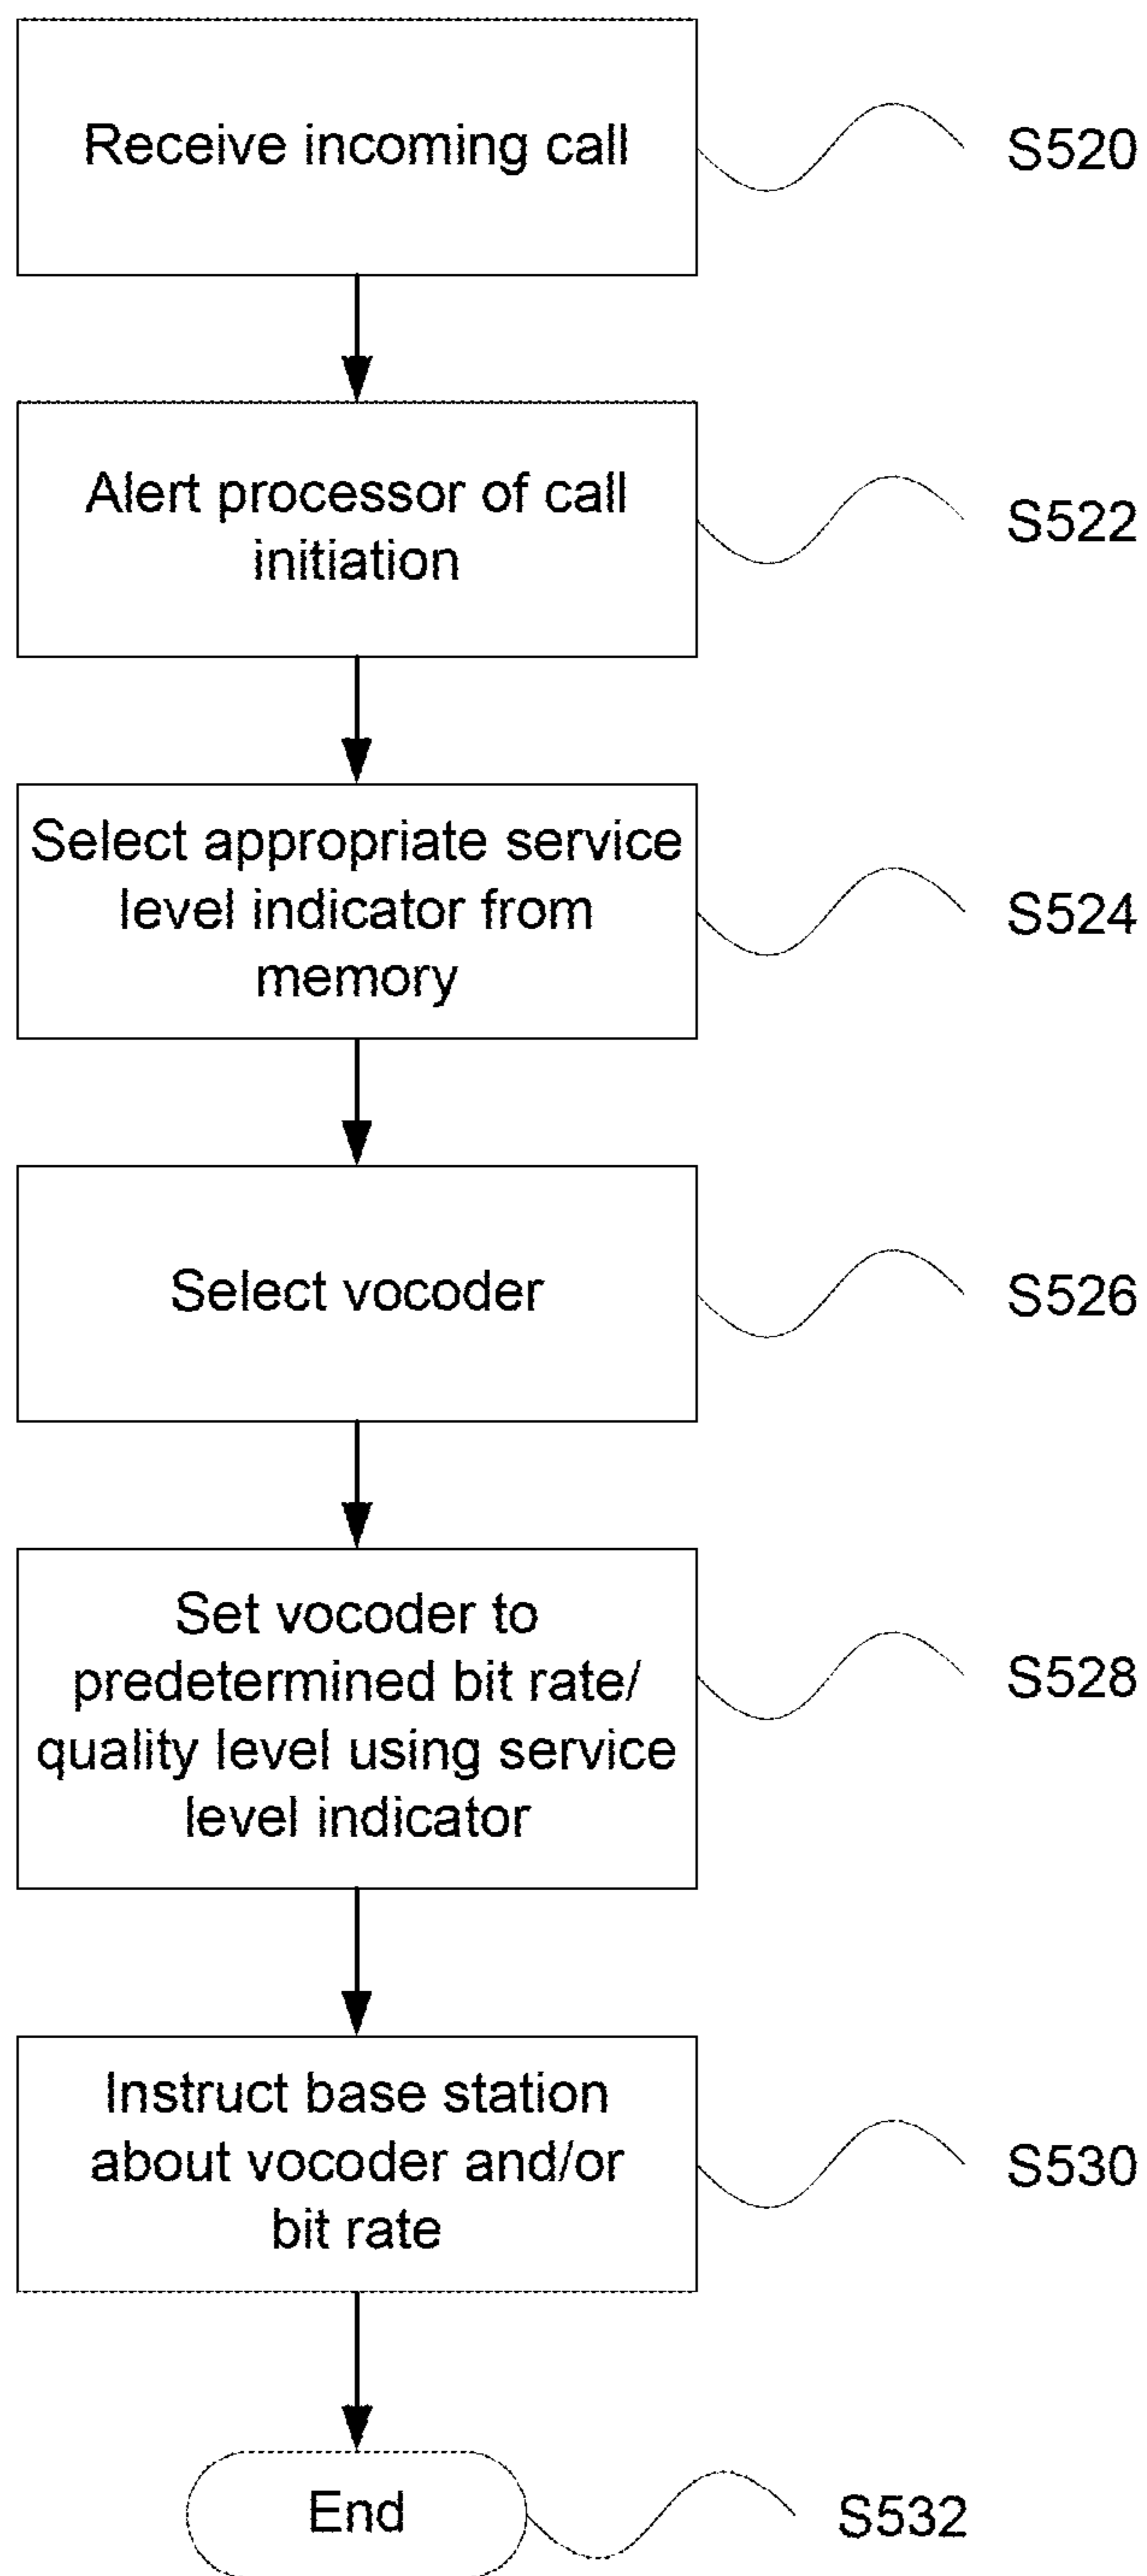 Receive incoming call
S520
Alert processor of call
initiation
S522
Select appropriate service
level indicator from
memory
S524
Select vocoder
S526
Set vocoder to
predetermined bit rate/
quality level using service
level indicator
S528
Instruct base station
about vocoder and/or
bit rate
S530
End
S532